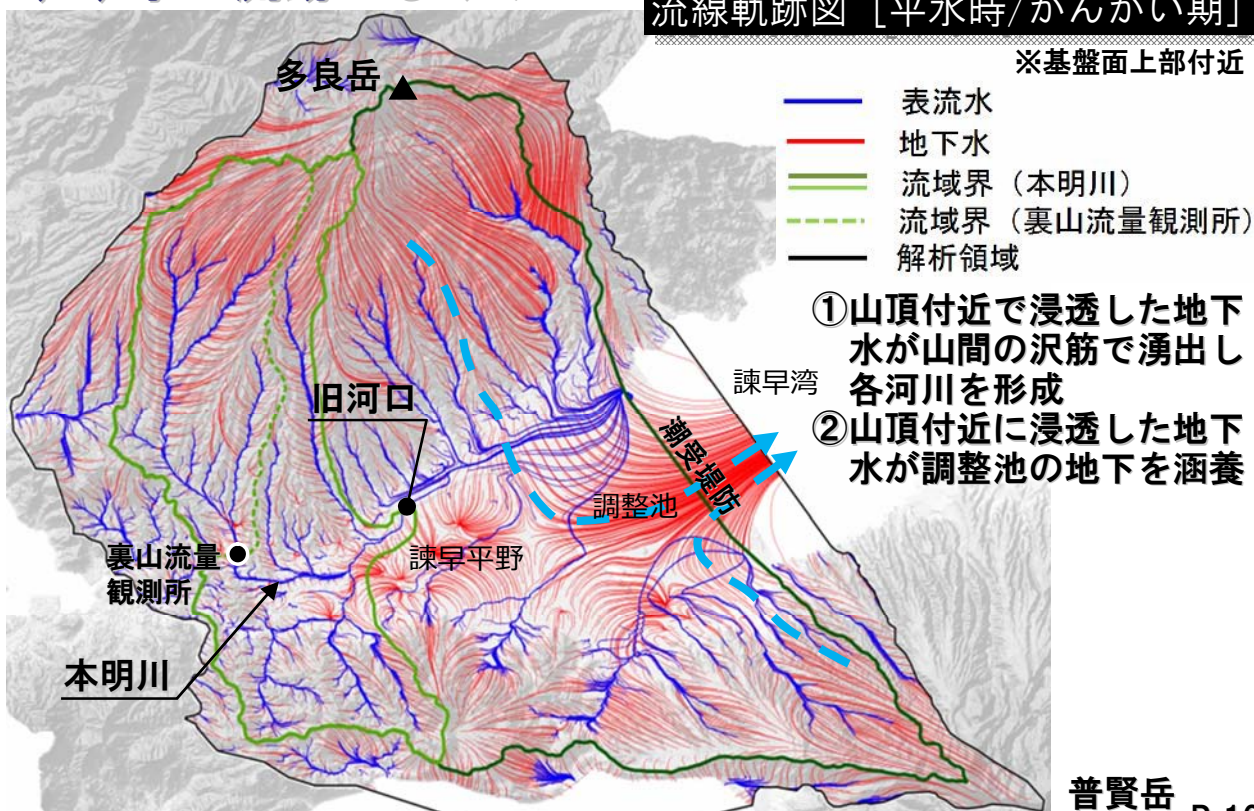 流線軌跡図 [平水時/かんがい期]
※基盤面上部付近
表流水
地下水
流域界（本明川）
流域界（裏山流量観測所）
解析領域
①山頂付近で浸透した地下
水が山間の沢筋で湧出し
各河川を形成
②山頂付近に浸透した地下
水が調整池の地下を涵養
多良岳
諫早湾
旧河口
潮受堤防
調整池
諫早平野
裏山流量
観測所
本明川
普賢岳